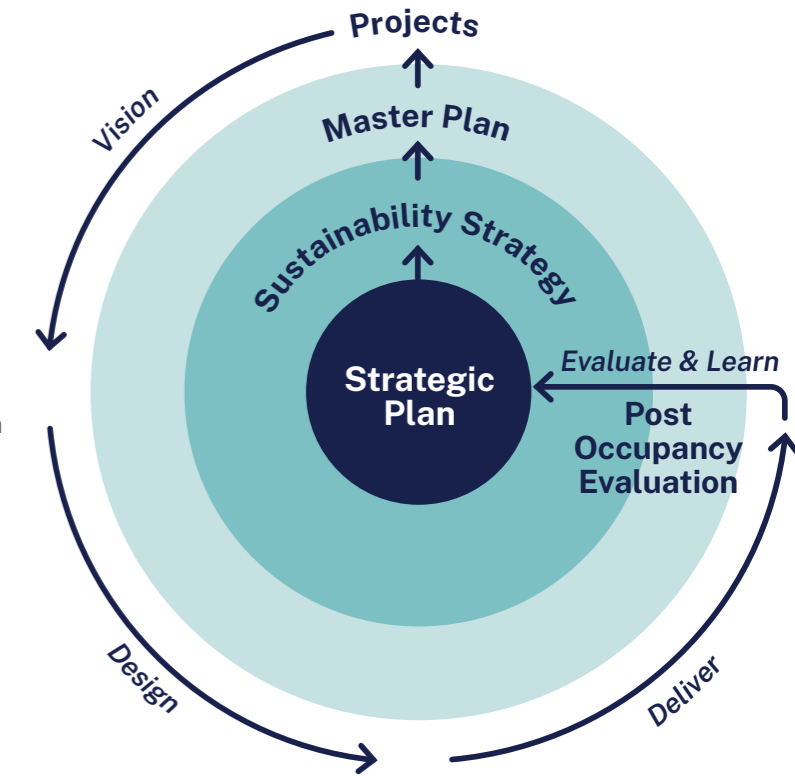 Projects
Vision
Master Plan
Sustainability Strategy
Strategic
Plan
Evaluate & Learn
Post
Occupancy
Evaluation
Design
Deliver